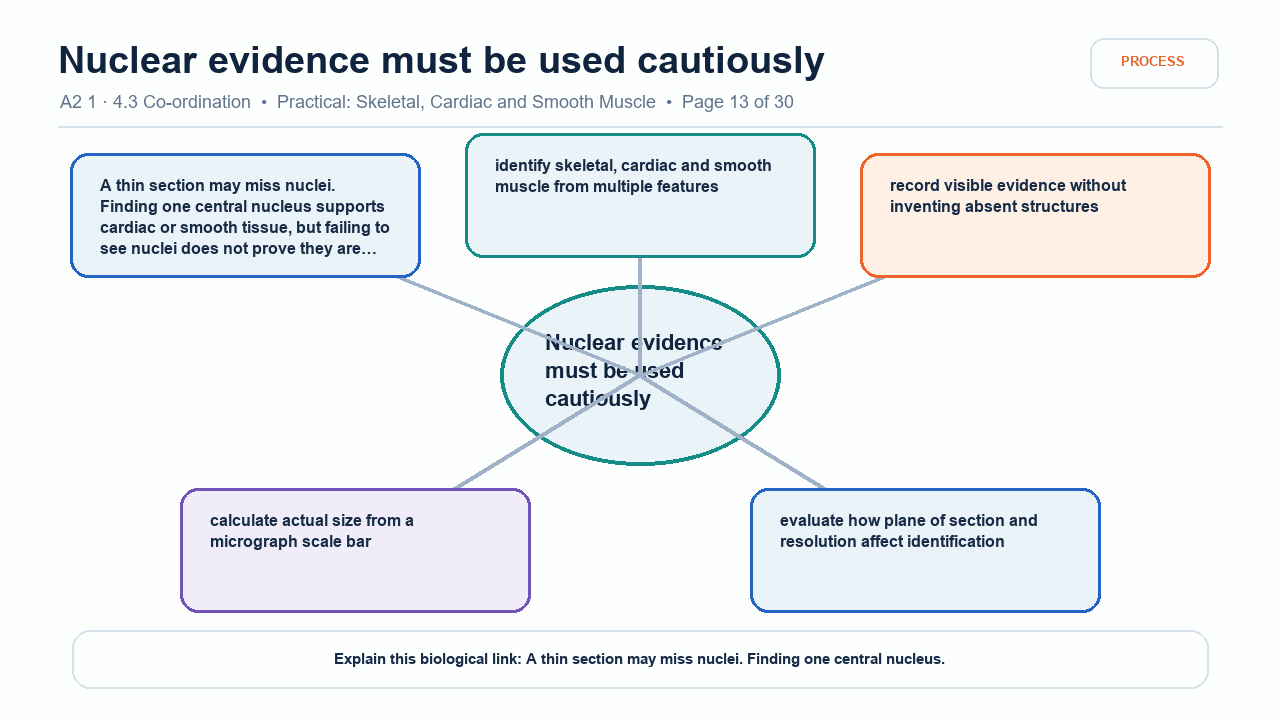 Nuclear evidence must be used cautiously
PROCESS
A2 1 · 4.3 Co-ordination • Practical: Skeletal, Cardiac and Smooth Muscle • Page 13 of 30
A thin section may miss nuclei.
Finding one central nucleus supports
cardiac or smooth tissue, but failing to
see nuclei does not prove they are…
identify skeletal, cardiac and smooth
muscle from multiple features
record visible evidence without
inventing absent structures
Nuclear evidence
must be used
cautiously
calculate actual size from a
micrograph scale bar
evaluate how plane of section and
resolution affect identification
Explain this biological link: A thin section may miss nuclei. Finding one central nucleus.